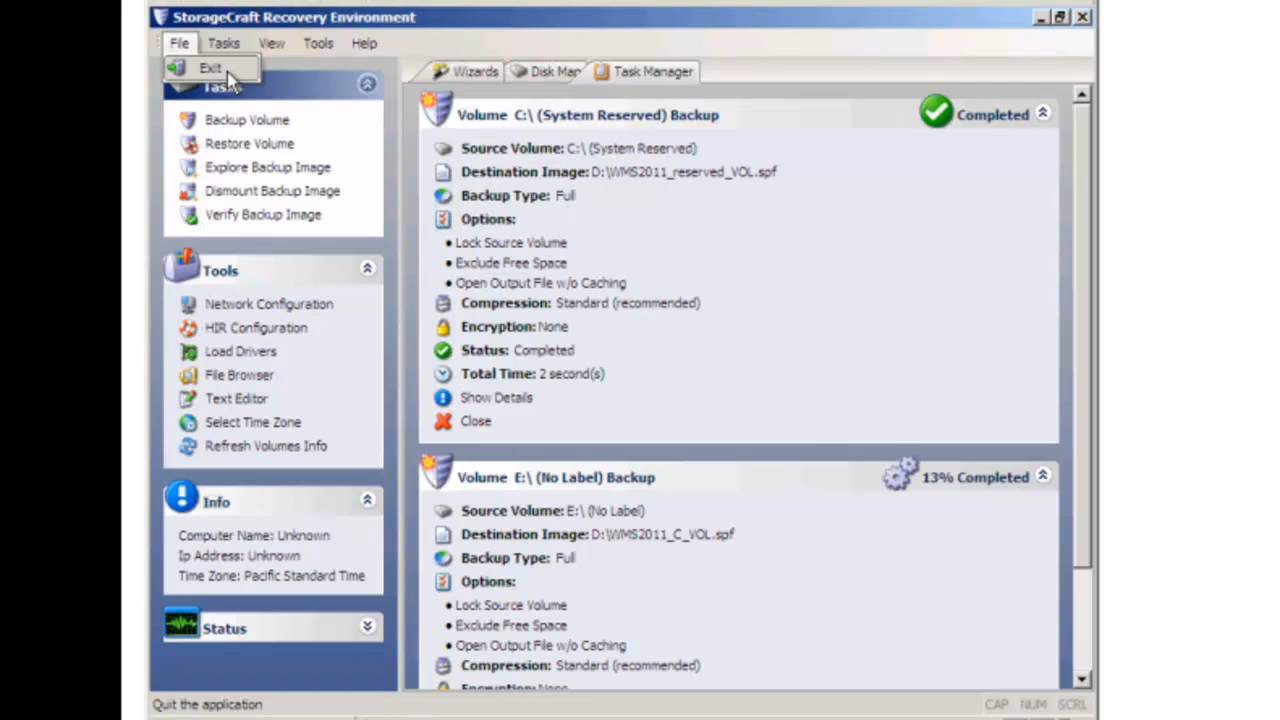 StorageCraft Recovery Environment
File Tasks View Tools Help
Exit
Tasks
Backup Volume
Restore Volume
Explore Backup Image
Dismount Backup Image
Verify Backup Image
Tools
Network Configuration
HIR Configuration
Load Drivers
File Browser
Text Editor
Select Time Zone
Refresh Volumes Info
Info
Computer Name: Unknown
Ip Address: Unknown
Time Zone: Pacific Standard Time
Status
Wizards Disk Map Task Manager
Volume C:\ (System Reserved) Backup Completed
Source Volume: C:\ (System Reserved)
Destination Image: D:\WMS2011_reserved_VOL.spf
Backup Type: Full
Options:
• Lock Source Volume
• Exclude Free Space
• Open Output File w/o Caching
Compression: Standard (recommended)
Encryption: None
Status: Completed
Total Time: 2 second(s)
Show Details
Close
Volume E:\ (No Label) Backup 13% Completed
Source Volume: E:\ (No Label)
Destination Image: D:\WMS2011_C_VOL.spf
Backup Type: Full
Options:
• Lock Source Volume
• Exclude Free Space
• Open Output File w/o Caching
Compression: Standard (recommended)
Encryption: None
Quit the application CAP NUM SCRL